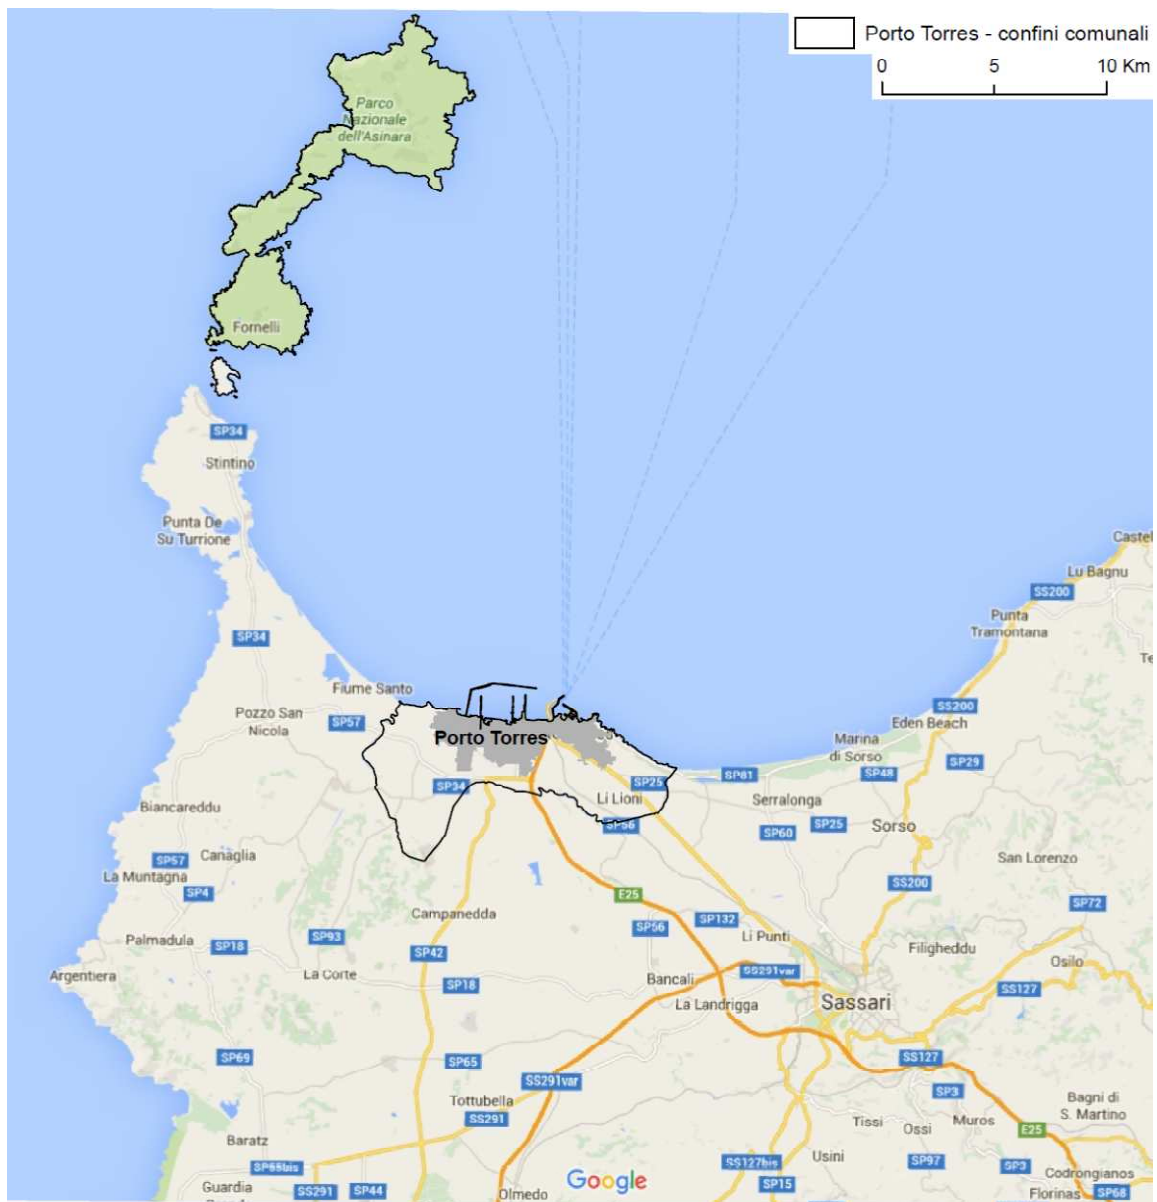 Porto Torres - confini comunali
0 5 10 Km
Parco
Nazionale
dell'Asinara
Fornelli
SP34
Stintino
Punta De
Su Turrione
Castel
Lu Bagnu
SS200
Punta
Tramontana
Te
SP34
Fiume Santo
Pozzo San
Nicola
SP57
SS200
Eden Beach
Marina
di Sorso
Porto Torres
SP29
SP81
SP48
SP34
SP25
Li Lioni
Serralonga
Biancareddu
SP56
SP60
SP25
Sorso
Canaglia
SP57
San Lorenzo
La Muntagna
SP4
SS200
E25
SP72
Campanedda
SP132
SP56
Palmadula
SP18
SP93
SP42
Li Punti
Filigheddu
Osilo
Argentiera
La Corte
SP18
Bancali
SS291var
La Landrigga
Sassari
SS127
SP69
SP65
SS127
SS291var
SP3
Tottubella
SS291
Bagni di
S. Martino
Tissi
Ossi
Muros
E25
Baratz
Usini
SP55bis
SS127bis
SP97
SP3
Codrongianos
Guardia
SS291
SP44
Google
Olmedo
SP15
Florinas
SP68